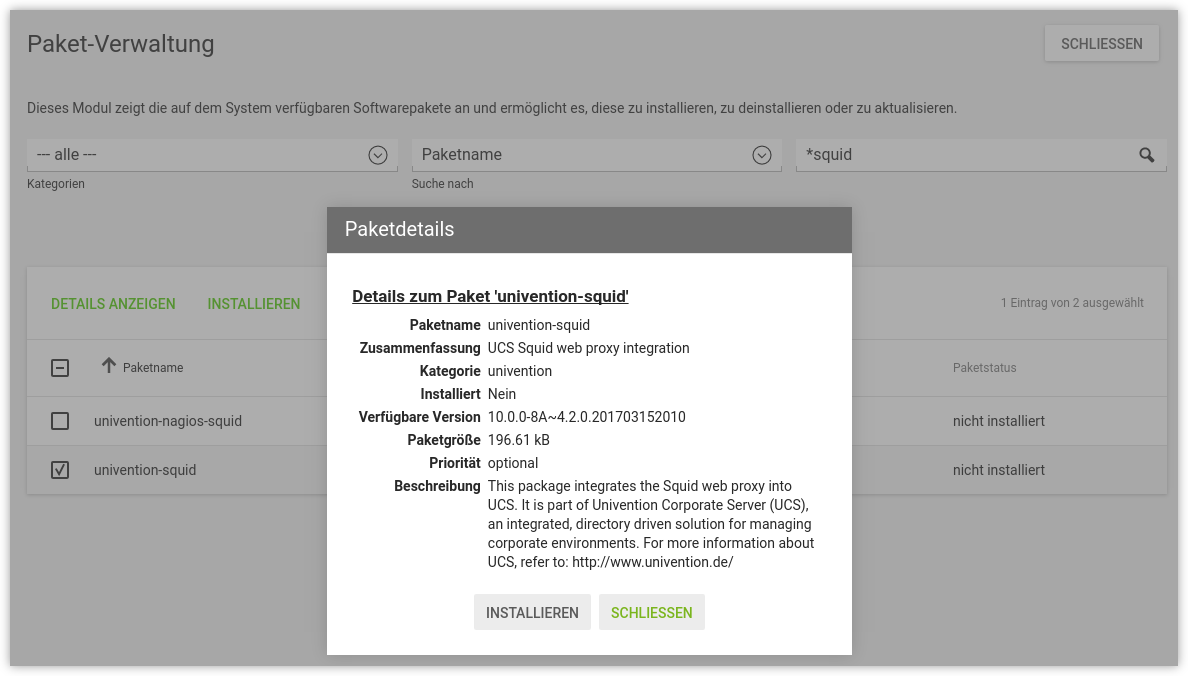 Paket-Verwaltung
SCHLIESSEN
Dieses Modul zeigt die auf dem System verfügbaren Softwarepakete an und ermöglicht es, diese zu installieren, zu deinstallieren oder zu aktualisieren.
--- alle ---
Paketname
*squid
Kategorien
Suche nach
DETAILS ANZEIGEN
INSTALLIEREN
1 Eintrag von 2 ausgewählt
Paketname
Paketstatus
univention-nagios-squid
nicht installiert
univention-squid
nicht installiert
Paketdetails
Details zum Paket 'univention-squid'
Paketname univention-squid
Zusammenfassung UCS Squid web proxy integration
Kategorie univention
Installiert Nein
Verfügbare Version 10.0.0-8A~4.2.0.201703152010
Paketgröße 196.61 kB
Priorität optional
Beschreibung This package integrates the Squid web proxy into
UCS. It is part of Univention Corporate Server (UCS),
an integrated, directory driven solution for managing
corporate environments. For more information about
UCS, refer to: http://www.univention.de/
INSTALLIEREN
SCHLIESSEN